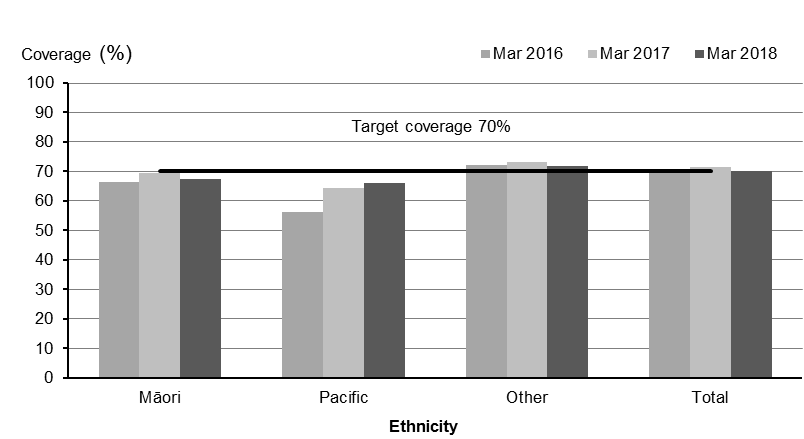 Coverage (%)
Mar 2016 Mar 2017 Mar 2018
100
90
80
70
60
50
40
30
20
10
0
Target coverage 70%
Māori Pacific Other Total
Ethnicity